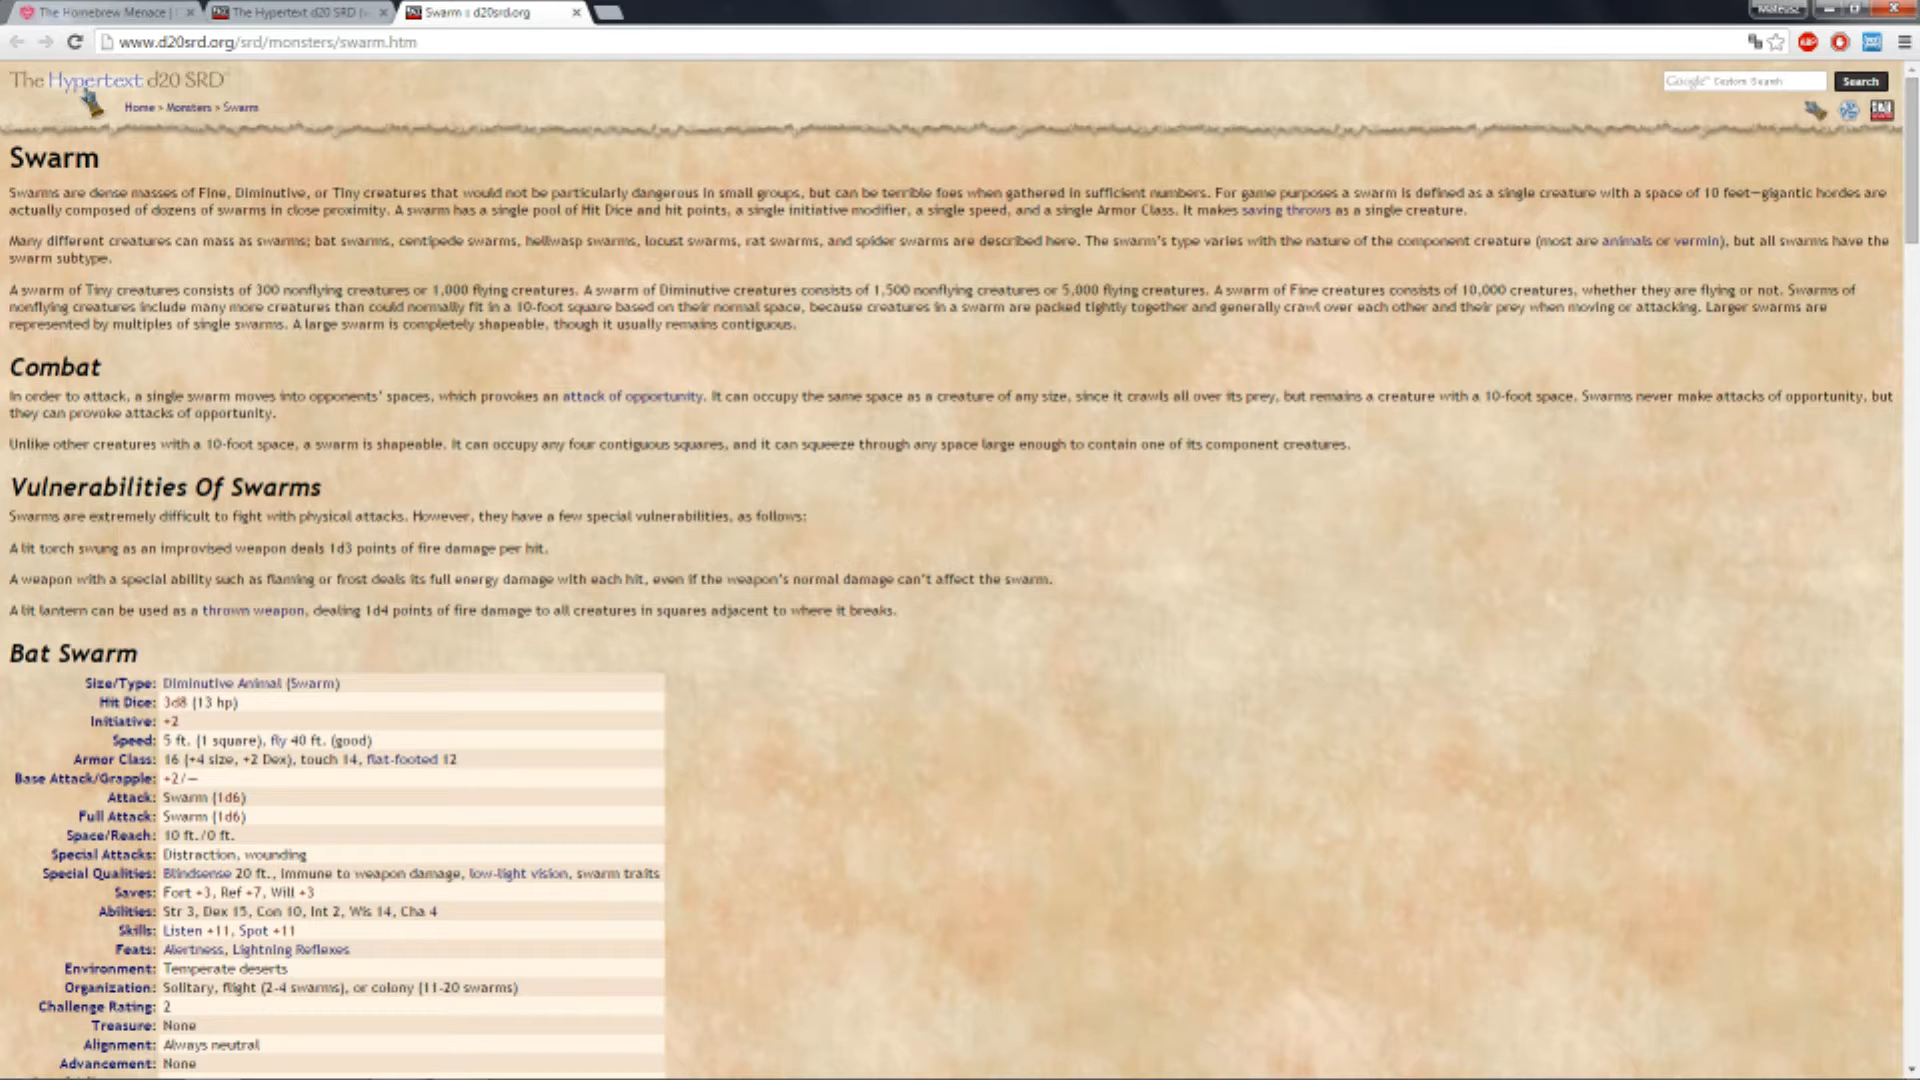 The Homebrew Menace |
The Hypertext d20 SRD (
Swarm :: d20srd.org
Mateusz
www.d20srd.org/srd/monsters/swarm.htm
The Hypertext d20 SRD
Google Custom Search
Search
Home > Monsters > Swarm
Swarm
Swarms are dense masses of Fine, Diminutive, or Tiny creatures that would not be particularly dangerous in small groups, but can be terrible foes when gathered in sufficient numbers. For game purposes a swarm is defined as a single creature with a space of 10 feet—gigantic hordes are
actually composed of dozens of swarms in close proximity. A swarm has a single pool of Hit Dice and hit points, a single initiative modifier, a single speed, and a single Armor Class. It makes saving throws as a single creature.
Many different creatures can mass as swarms; bat swarms, centipede swarms, hellwasp swarms, locust swarms, rat swarms, and spider swarms are described here. The swarm's type varies with the nature of the component creature (most are animals or vermin), but all swarms have the
swarm subtype.
A swarm of Tiny creatures consists of 300 nonflying creatures or 1,000 flying creatures. A swarm of Diminutive creatures consists of 1,500 nonflying creatures or 5,000 flying creatures. A swarm of Fine creatures consists of 10,000 creatures, whether they are flying or not. Swarms of
nonflying creatures include many more creatures than could normally fit in a 10-foot square based on their normal space, because creatures in a swarm are packed tightly together and generally crawl over each other and their prey when moving or attacking. Larger swarms are
represented by multiples of single swarms. A large swarm is completely shapeable, though it usually remains contiguous.
Combat
In order to attack, a single swarm moves into opponents' spaces, which provokes an attack of opportunity. It can occupy the same space as a creature of any size, since it crawls all over its prey, but remains a creature with a 10-foot space. Swarms never make attacks of opportunity, but
they can provoke attacks of opportunity.
Unlike other creatures with a 10-foot space, a swarm is shapeable. It can occupy any four contiguous squares, and it can squeeze through any space large enough to contain one of its component creatures.
Vulnerabilities Of Swarms
Swarms are extremely difficult to fight with physical attacks. However, they have a few special vulnerabilities, as follows:
A lit torch swung as an improvised weapon deals 1d3 points of fire damage per hit.
A weapon with a special ability such as flaming or frost deals its full energy damage with each hit, even if the weapon's normal damage can't affect the swarm.
A lit lantern can be used as a thrown weapon, dealing 1d4 points of fire damage to all creatures in squares adjacent to where it breaks.
Bat Swarm
Size/Type: Diminutive Animal (Swarm)
Hit Dice: 3d8 (13 hp)
Initiative: +2
Speed: 5 ft. (1 square), fly 40 ft. (good)
Armor Class: 16 (+4 size, +2 Dex), touch 14, flat-footed 12
Base Attack/Grapple: +2/—
Attack: Swarm (1d6)
Full Attack: Swarm (1d6)
Space/Reach: 10 ft./0 ft.
Special Attacks: Distraction, wounding
Special Qualities: Blindsense 20 ft., immune to weapon damage, low-light vision, swarm traits
Saves: Fort +3, Ref +7, Will +3
Abilities: Str 3, Dex 15, Con 10, Int 2, Wis 14, Cha 4
Skills: Listen +11, Spot +11
Feats: Alertness, Lightning Reflexes
Environment: Temperate deserts
Organization: Solitary, flight (2-4 swarms), or colony (11-20 swarms)
Challenge Rating: 2
Treasure: None
Alignment: Always neutral
Advancement: None